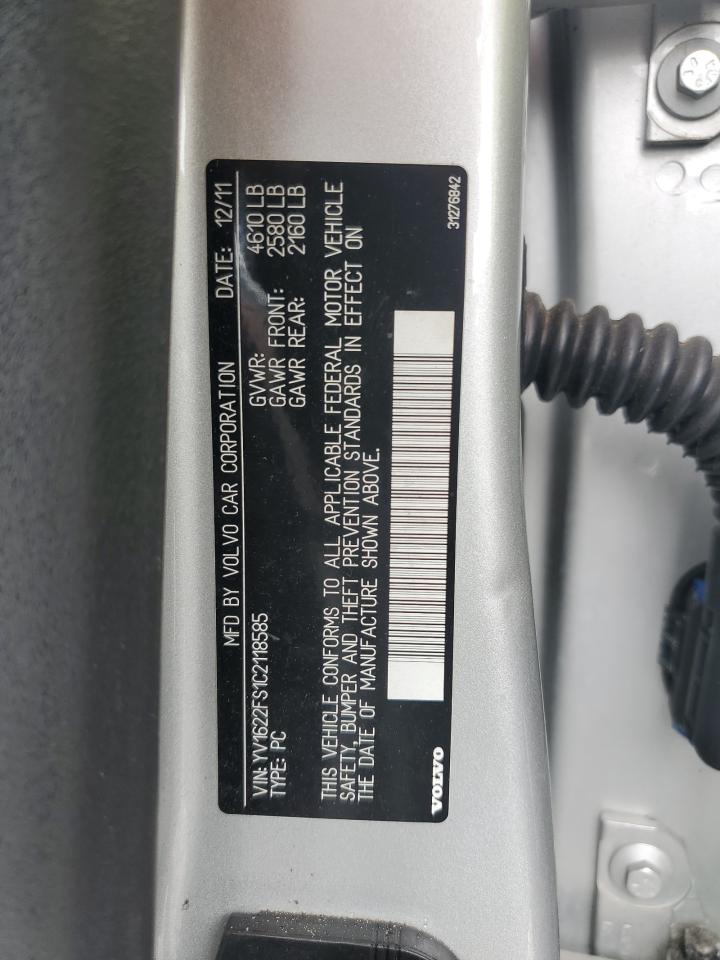 MFD BY VOLVO CAR CORPORATION DATE: 12/11
VIN: YV1622FS1C2118585 GVWR: 4610 LB
TYPE: PC GAWR FRONT: 2580 LB
GAWR REAR: 2160 LB
THIS VEHICLE CONFORMS TO ALL APPLICABLE FEDERAL MOTOR VEHICLE
SAFETY, BUMPER AND THEFT PREVENTION STANDARDS IN EFFECT ON
THE DATE OF MANUFACTURE SHOWN ABOVE.
VOLVO 31276842